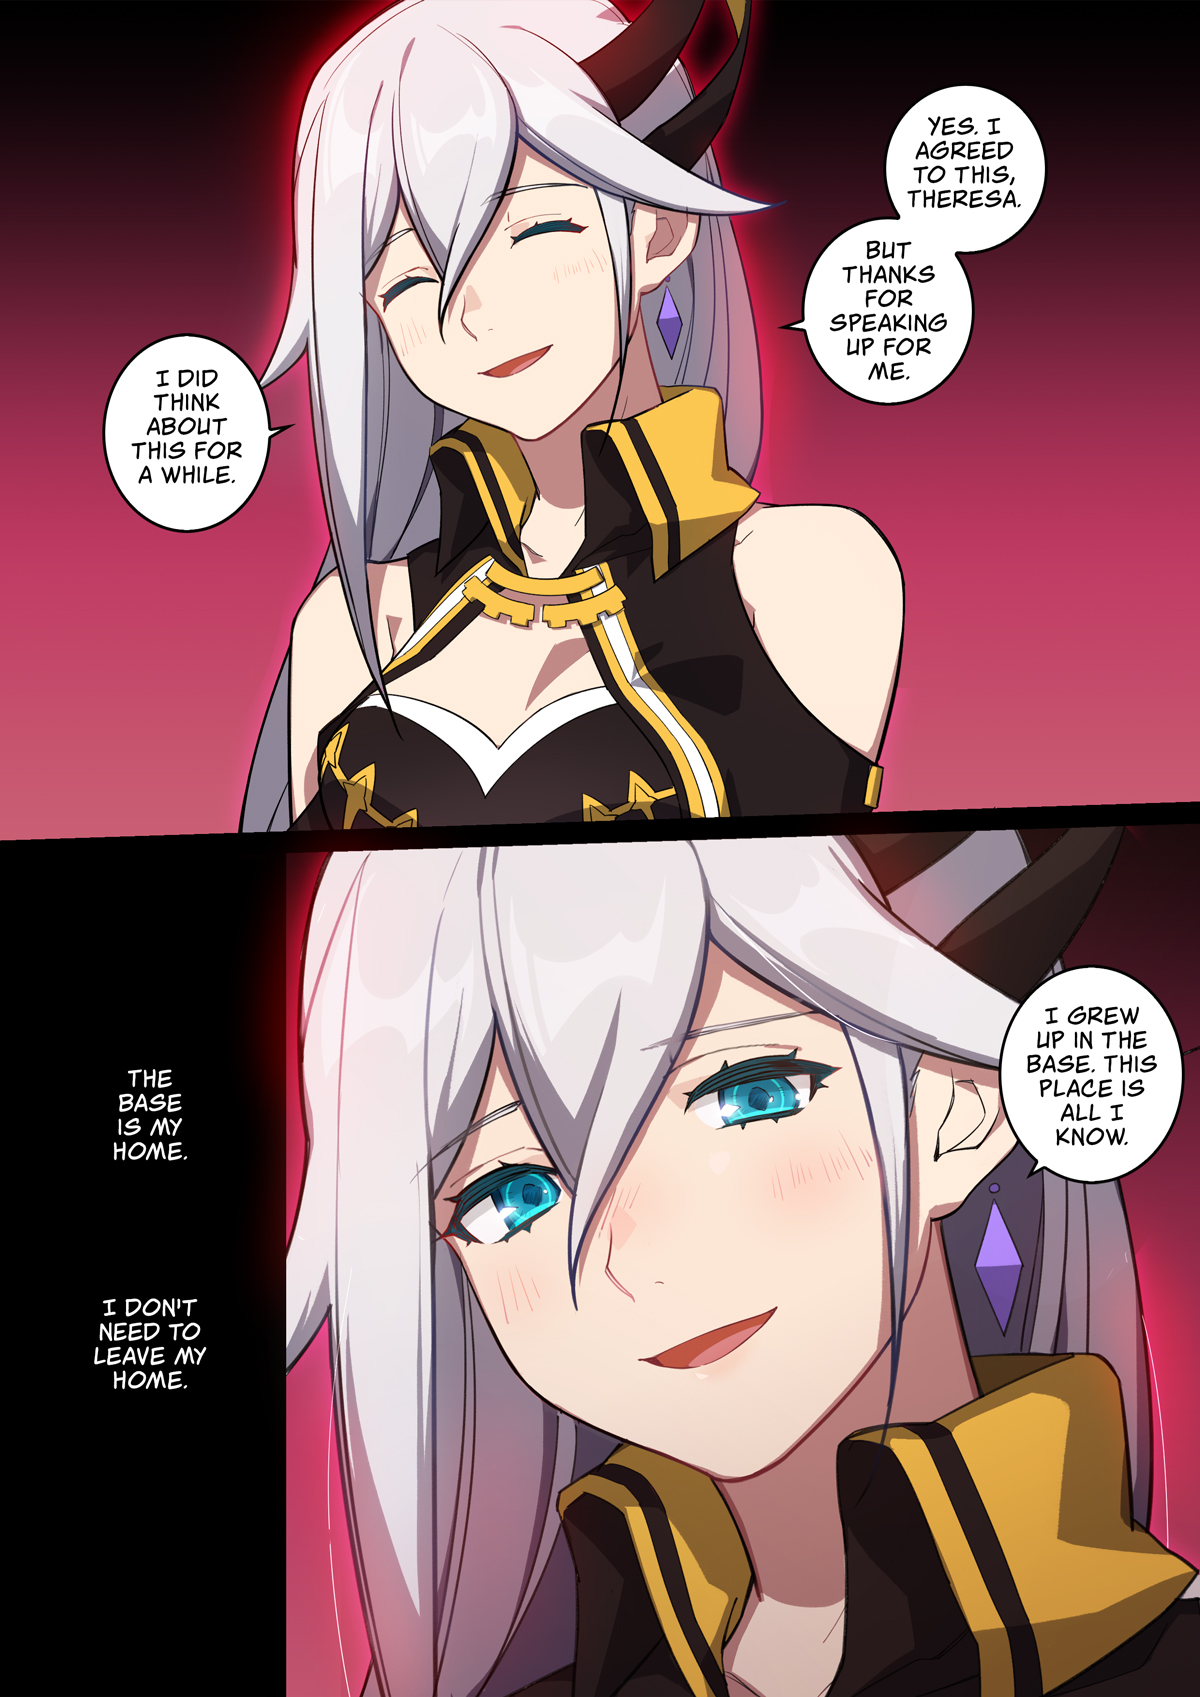 YES. I
AGREED
TO THIS,
THERESA.
BUT
THANKS
FOR
SPEAKING
UP FOR
ME.
I DID
THINK
ABOUT
THIS FOR
A WHILE.
I GREW
UP IN THE
BASE. THIS
PLACE IS
ALL I
KNOW.
THE
BASE
IS MY
HOME.
I DON'T
NEED TO
LEAVE MY
HOME.